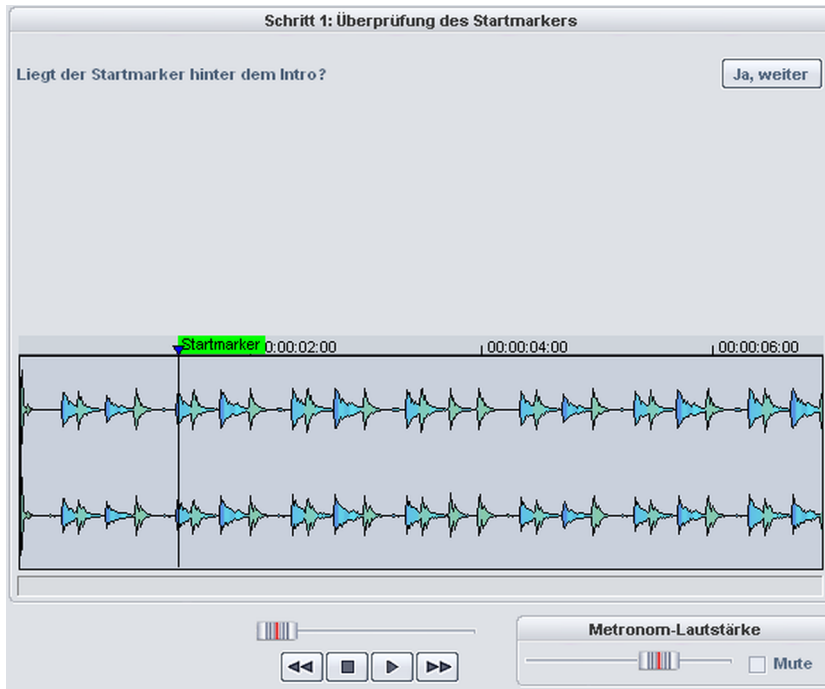 Schritt 1: Überprüfung des Startmarkers
Liegt der Startmarker hinter dem Intro?
Ja, weiter
Startmarker 0:00:02:00 00:00:04:00 00:00:06:00
Metronom-Lautstärke
Mute